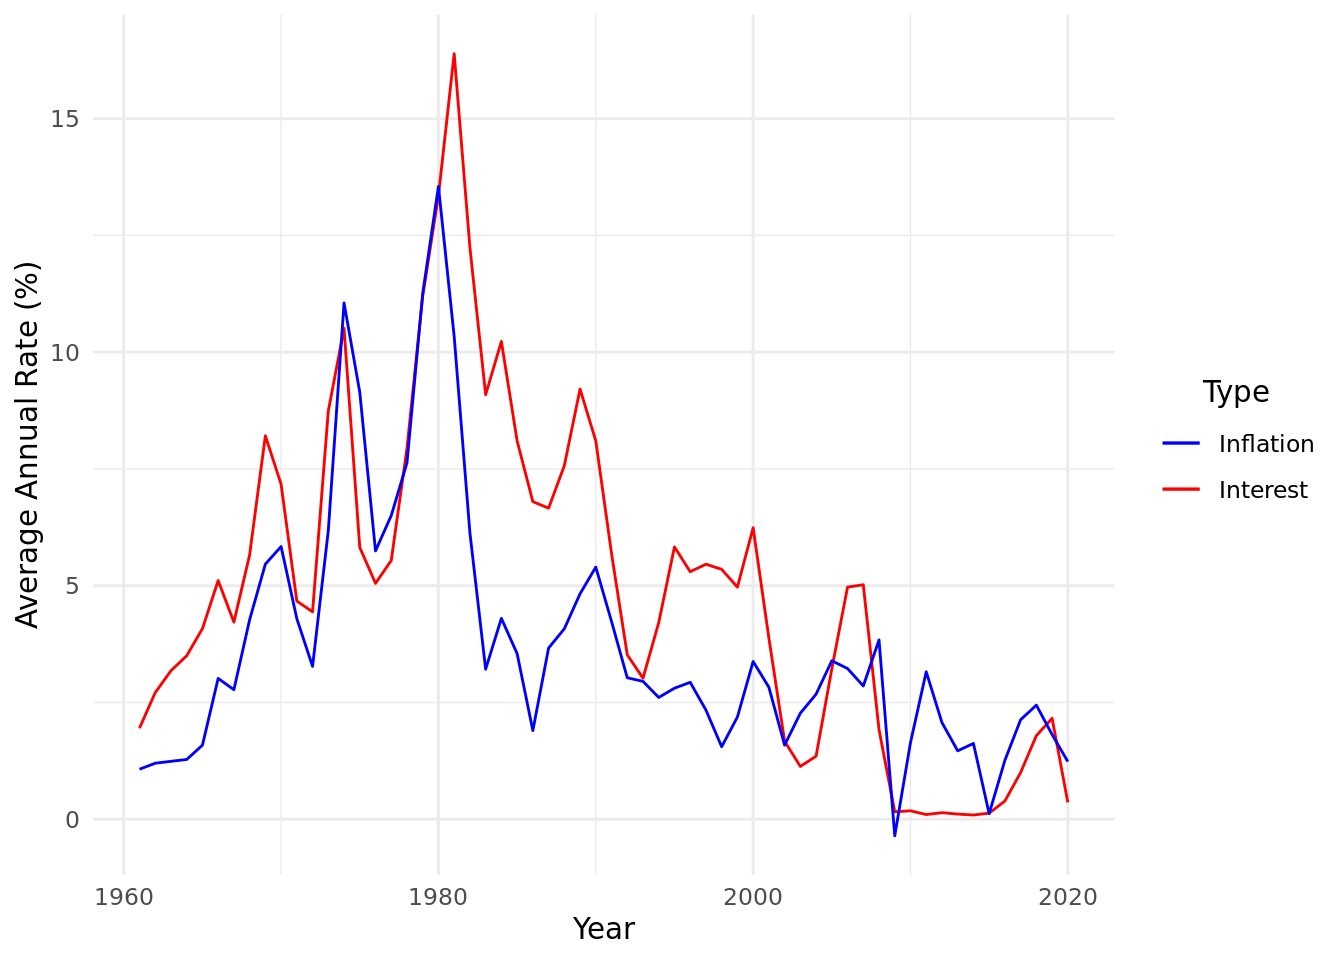 Average Annual Rate (%)
15
10
5
0
1960
1980
2000
2020
Year
Type
Inflation
Interest